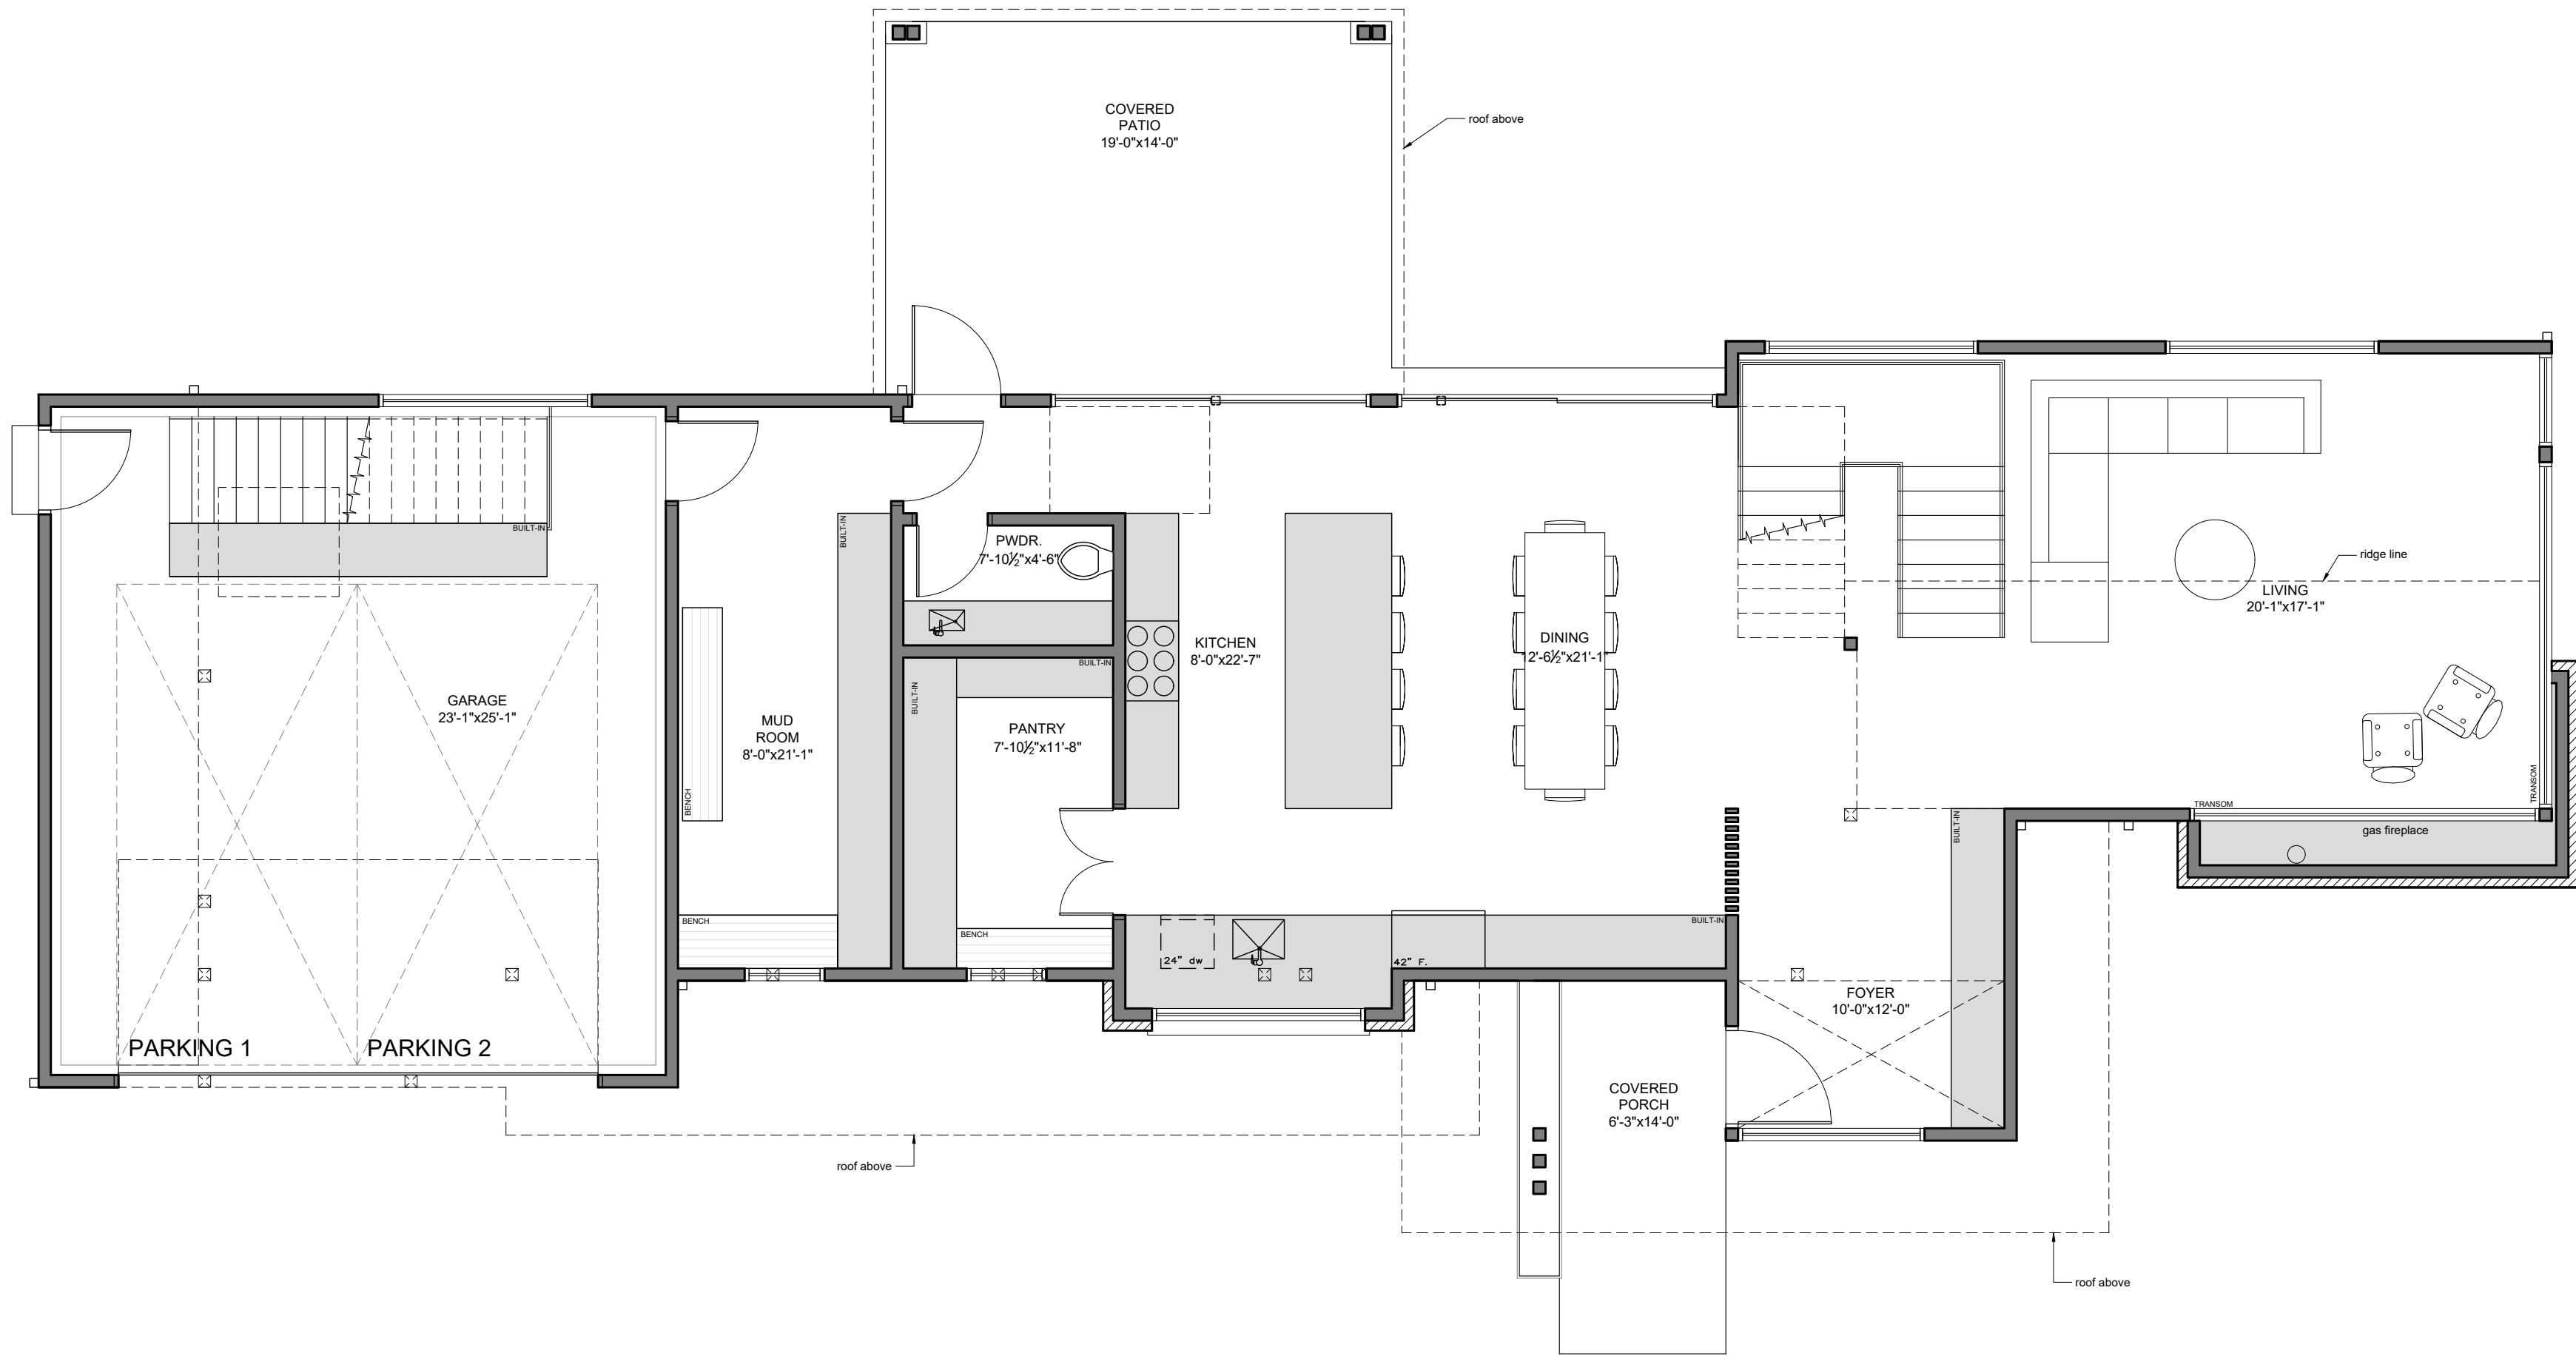 COVERED
PATIO
19'-0"x14'-0"
roof above
BUILT-IN
BUILT-IN
PWDR.
7'-10½"x4'-6"
ridge line
LIVING
20'-1"x17'-1"
KITCHEN
8'-0"x22'-7"
DINING
12'-6½"x21'-1"
BUILT-IN
BUILT-IN
GARAGE
23'-1"x25'-1"
MUD
ROOM
8'-0"x21'-1"
PANTRY
7'-10½"x11'-8"
BENCH
TRANSOM
TRANSOM
gas fireplace
BUILT-IN
BENCH
BENCH
BUILT-IN
24" dw
42" F.
FOYER
10'-0"x12'-0"
PARKING 1
PARKING 2
COVERED
PORCH
6'-3"x14'-0"
roof above
roof above